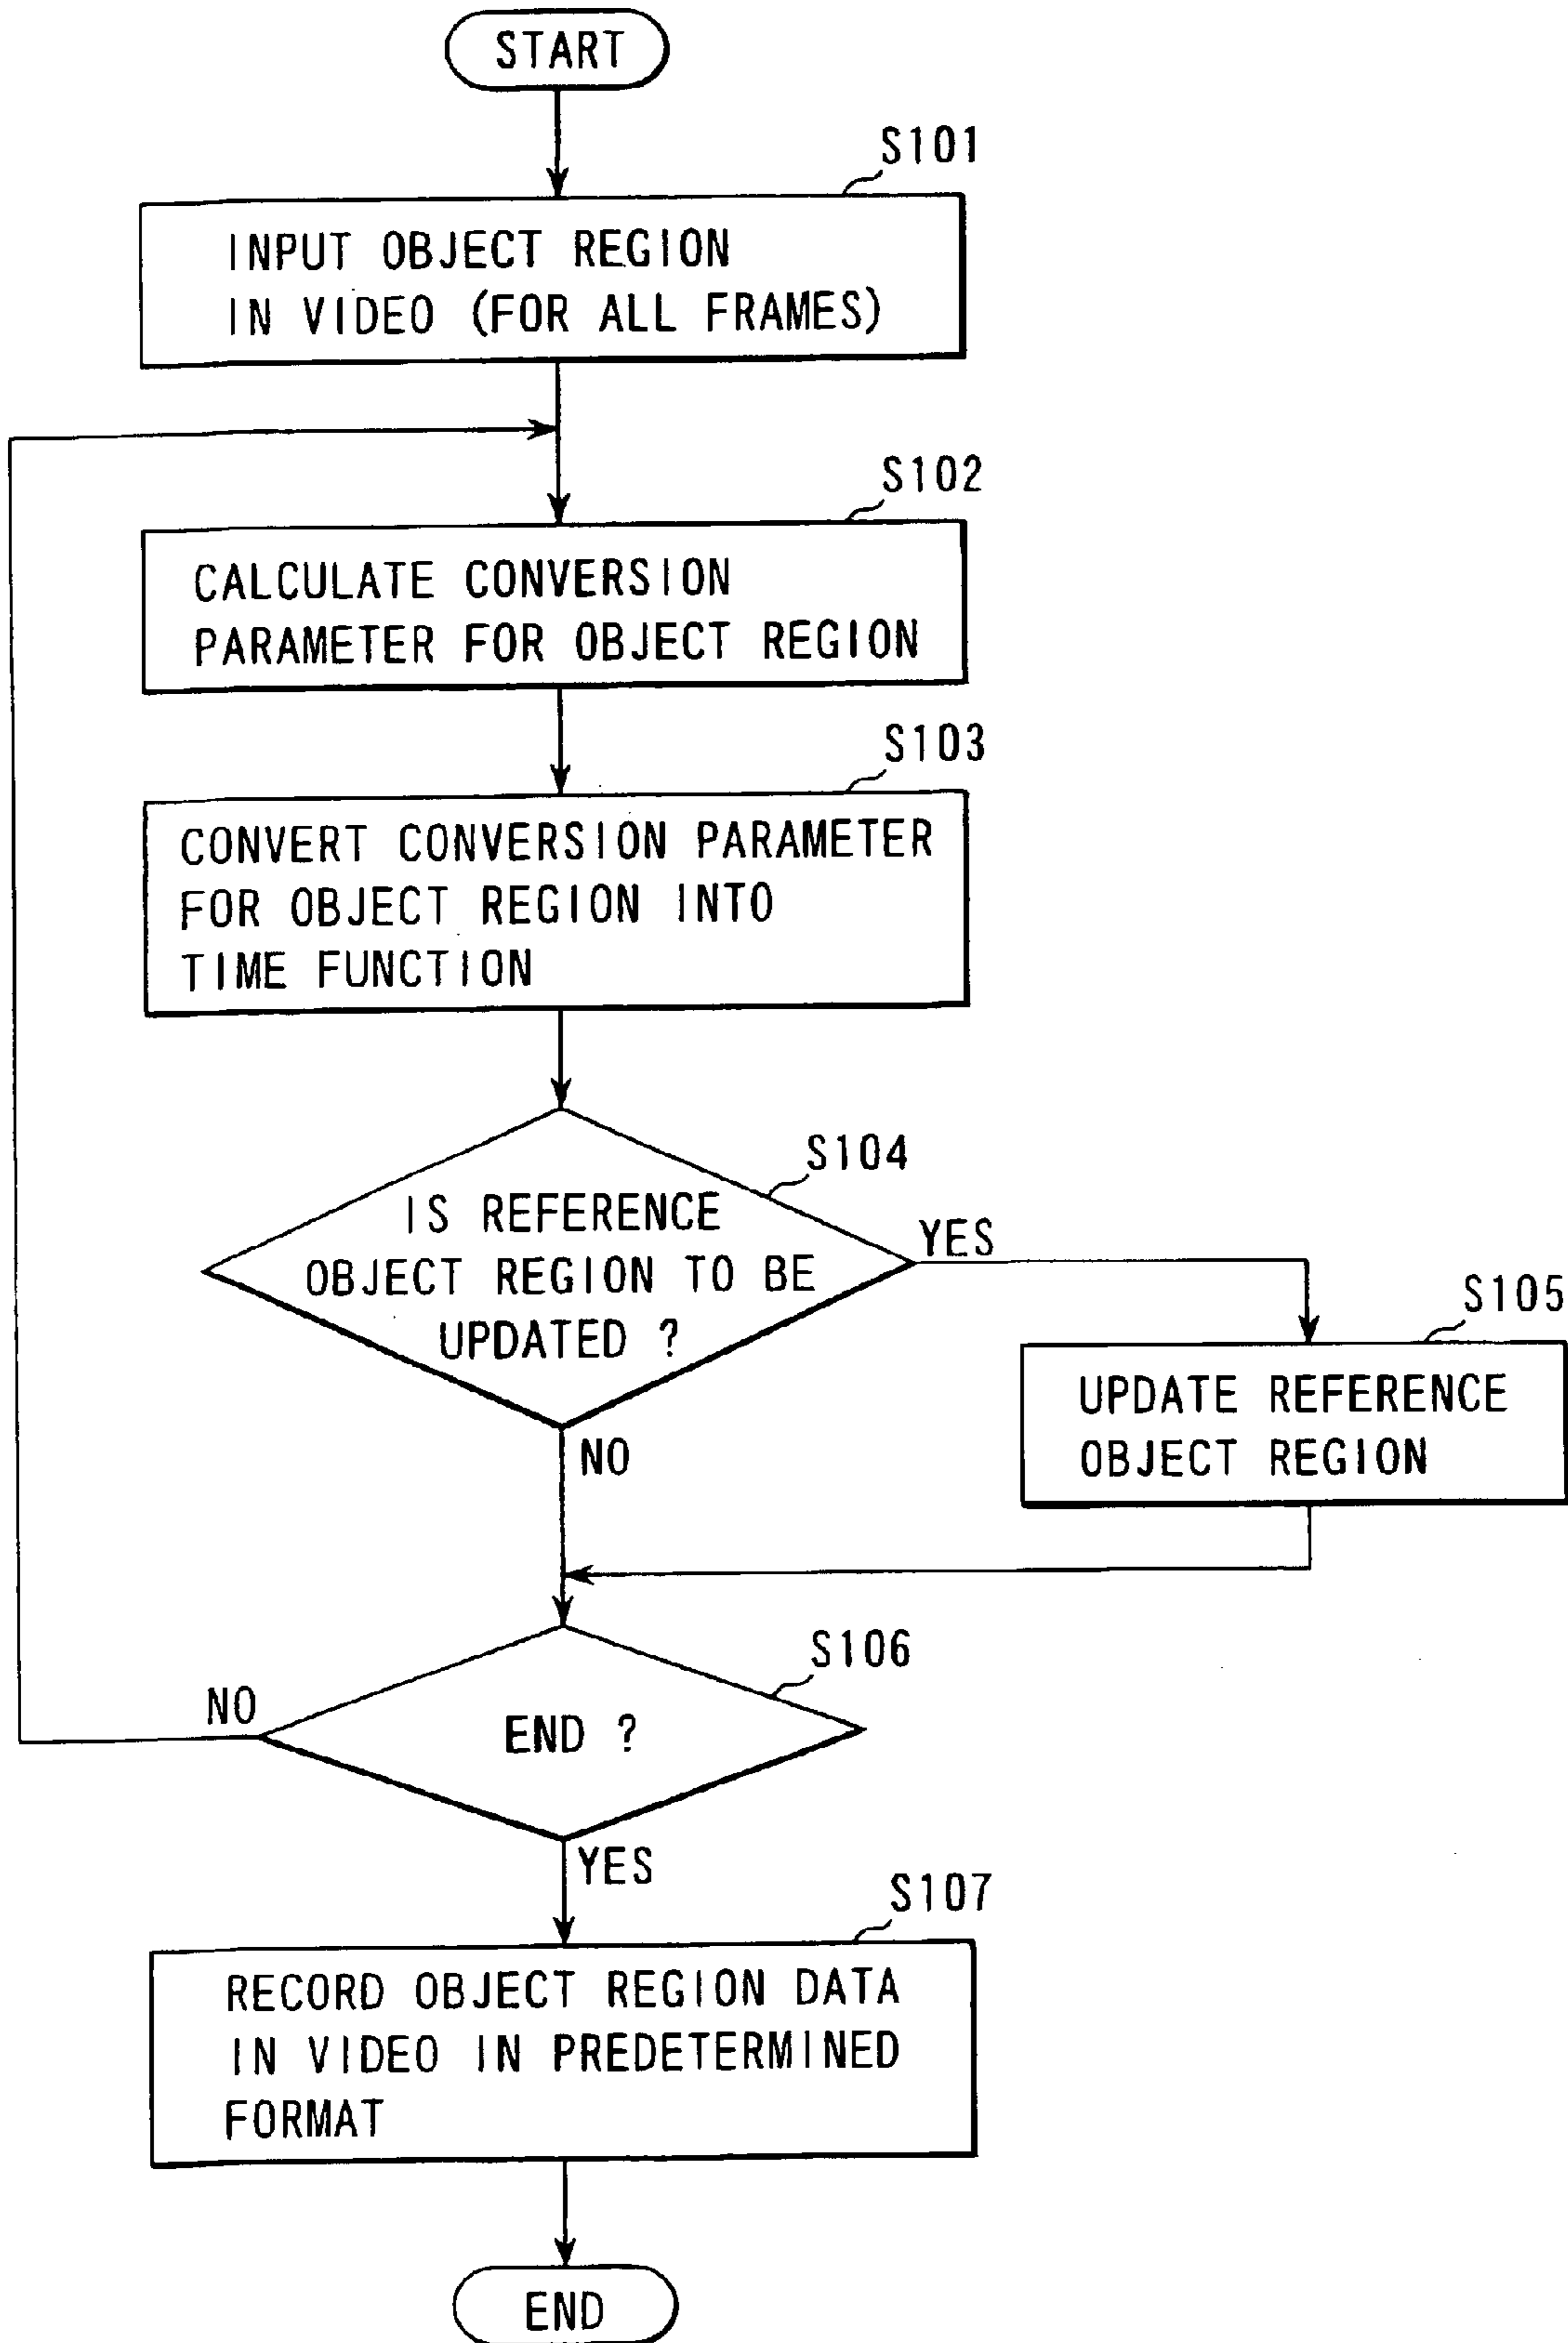 START
S101
INPUT OBJECT REGION
IN VIDEO (FOR ALL FRAMES)
S102
CALCULATE CONVERSION
PARAMETER FOR OBJECT REGION
S103
CONVERT CONVERSION PARAMETER
FOR OBJECT REGION INTO
TIME FUNCTION
S104
IS REFERENCE
OBJECT REGION TO BE
UPDATED ?
YES
S105
UPDATE REFERENCE
OBJECT REGION
NO
S106
NO
END ?
YES
S107
RECORD OBJECT REGION DATA
IN VIDEO IN PREDETERMINED
FORMAT
END